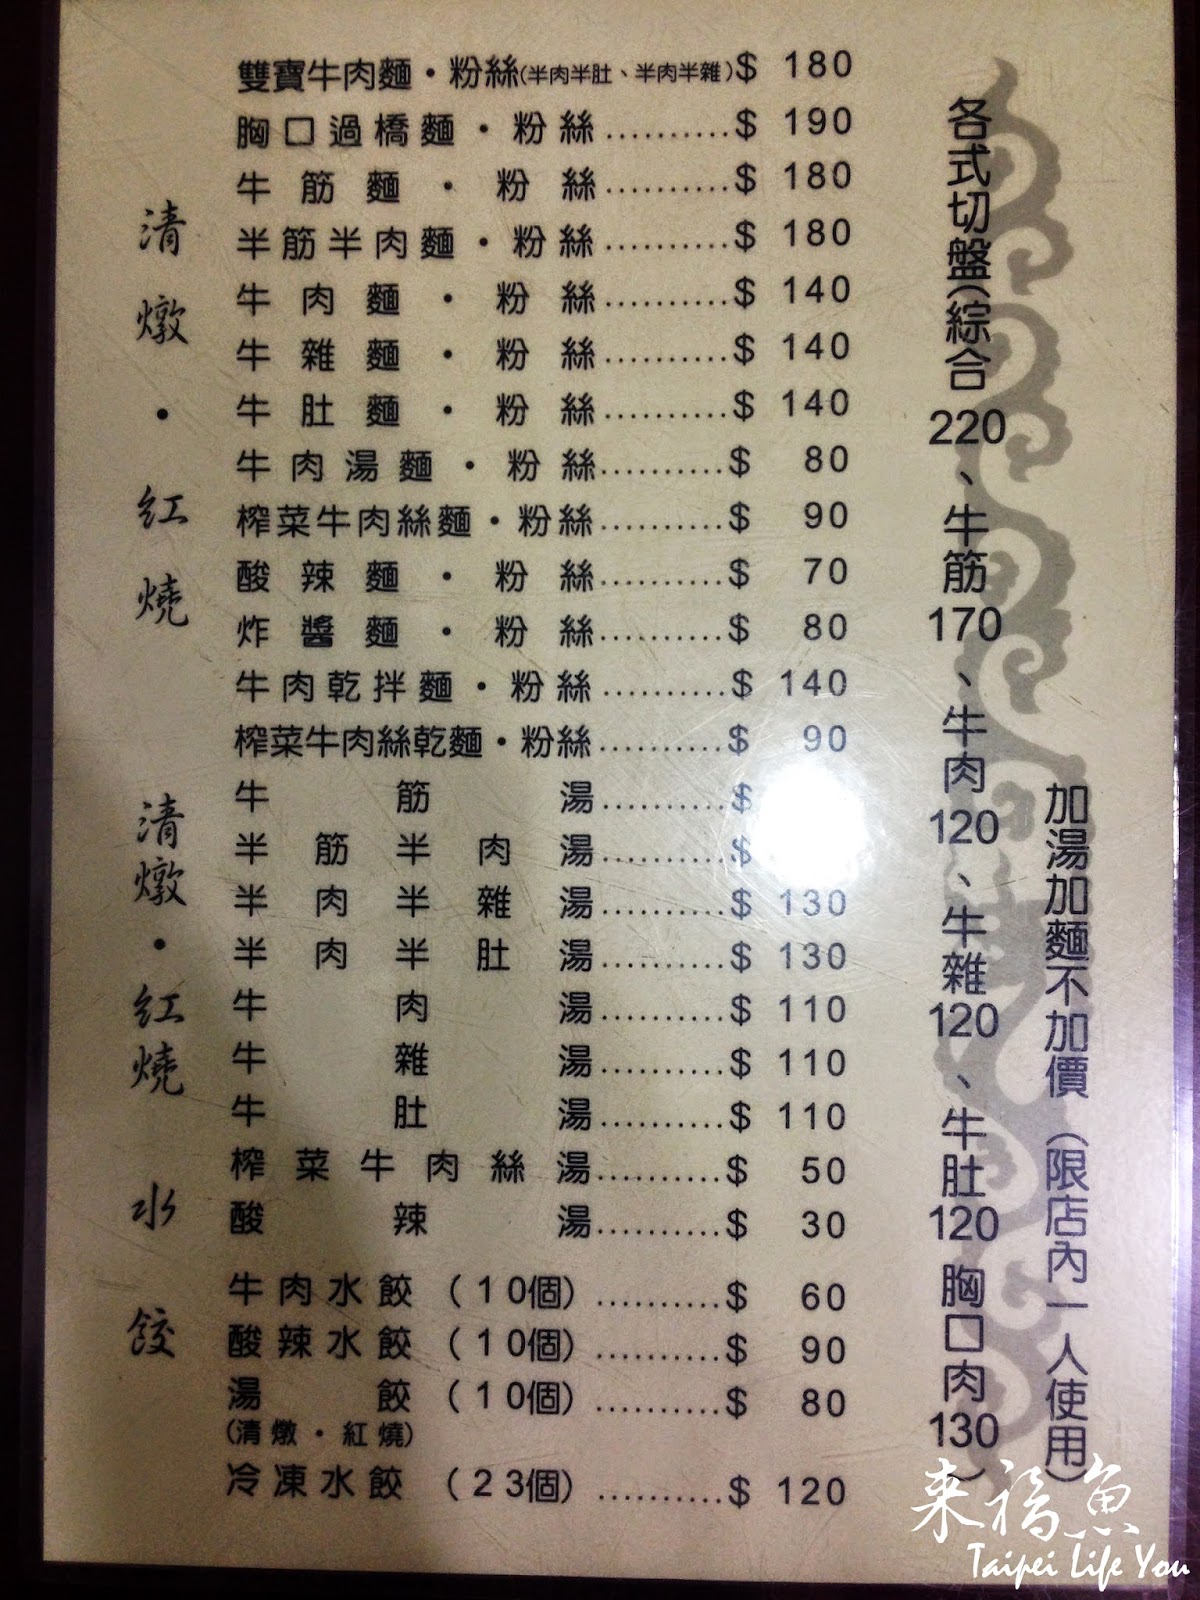 雙寶牛肉麵・粉絲(半肉半肚、半肉半雜)$ 180
胸口過橋麵・粉絲..........$ 190
牛筋麵・粉絲..........$ 180
半筋半肉麵・粉絲..........$ 180
牛肉麵・粉絲..........$ 140
牛雜麵・粉絲..........$ 140
牛肚麵・粉絲..........$ 140
牛肉湯麵・粉絲..........$ 80
榨菜牛肉絲麵・粉絲..........$ 90
酸辣麵・粉絲..........$ 70
炸醬麵・粉絲..........$ 80
牛肉乾拌麵・粉絲..........$ 140
榨菜牛肉絲乾麵・粉絲..........$ 90
清燉・紅燒
牛筋湯..........$
半筋半肉湯..........$
半肉半雜湯..........$ 130
半肉半肚湯..........$ 130
牛肉湯..........$ 110
牛雜湯..........$ 110
牛肚湯..........$ 110
榨菜牛肉絲湯..........$ 50
酸辣湯..........$ 30
清燉・紅燒
牛肉水餃(10個)..........$ 60
酸辣水餃(10個)..........$ 90
湯餃(10個)..........$ 80
(清燉・紅燒)
冷凍水餃(23個)..........$ 120
水餃
各式切盤(綜合220、牛筋170、牛肉120、牛雜120、牛肚120胸口肉130)
加湯加麵不加價(限店內一人使用)
來福魚
Taipei Life You